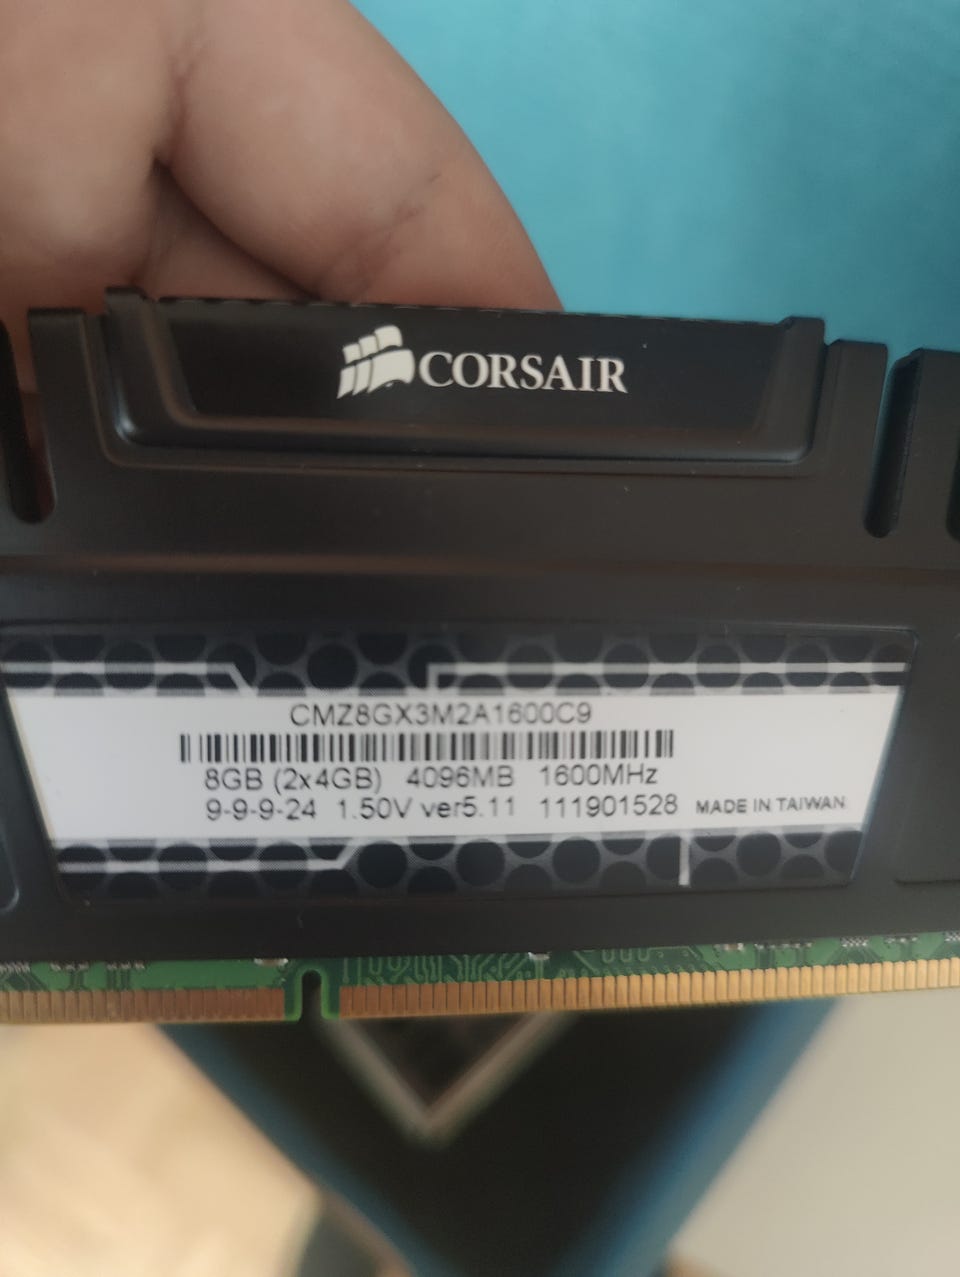 CORSAIR
CMZ8GX3M2A1600C9
8GB (2x4GB) 4096MB 1600MHz
9-9-9-24 1.50V ver5.11 111901528 MADE IN TAIWAN